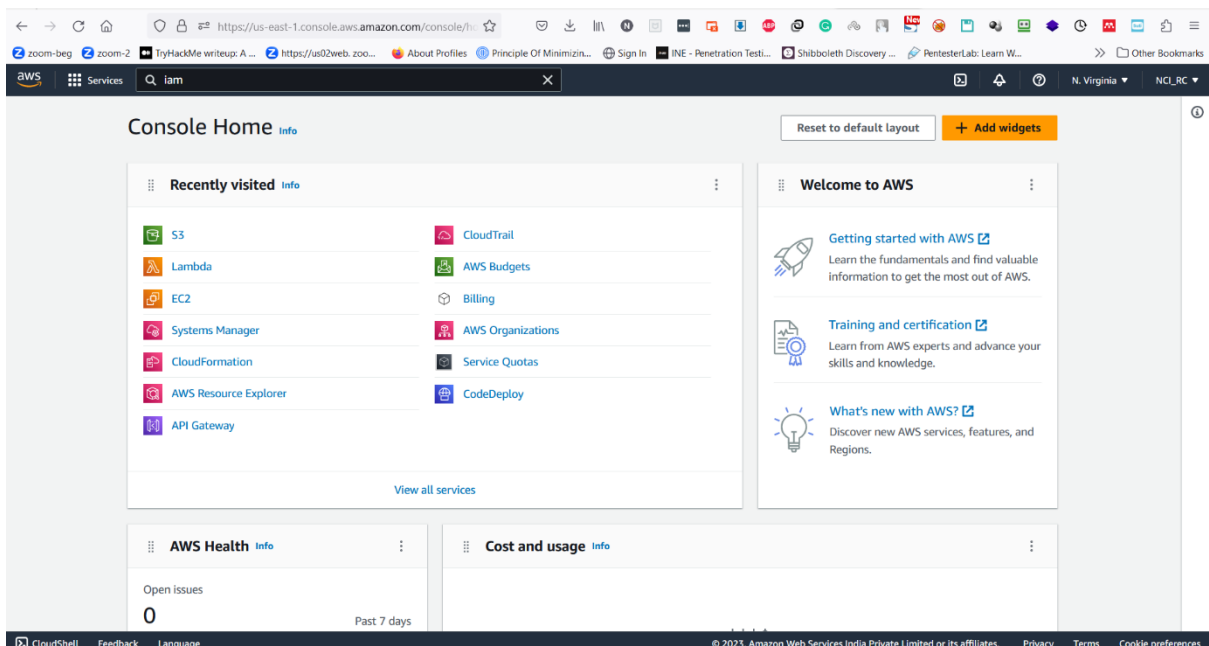 https://us-east-1.console.aws.amazon.com/console/h
zoom-beg zoom-2 TryHackMe writeup: A ... https://us02web. zoo... About Profiles Principle Of Minimizin... Sign In INE - Penetration Testi... Shibboleth Discovery ... PentesterLab: Learn W... Other Bookmarks
aws Services iam N. Virginia NCI_RC
Console Home Info Reset to default layout + Add widgets
Recently visited Info
S3
Lambda
EC2
Systems Manager
CloudFormation
AWS Resource Explorer
API Gateway
CloudTrail
AWS Budgets
Billing
AWS Organizations
Service Quotas
CodeDeploy
View all services
Welcome to AWS
Getting started with AWS
Learn the fundamentals and find valuable
information to get the most out of AWS.
Training and certification
Learn from AWS experts and advance your
skills and knowledge.
What's new with AWS?
Discover new AWS services, features, and
Regions.
AWS Health Info
Open issues
0 Past 7 days
Cost and usage Info
CloudShell Feedback Language © 2023, Amazon Web Services India Private Limited or its affiliates. Privacy Terms Cookie preferences